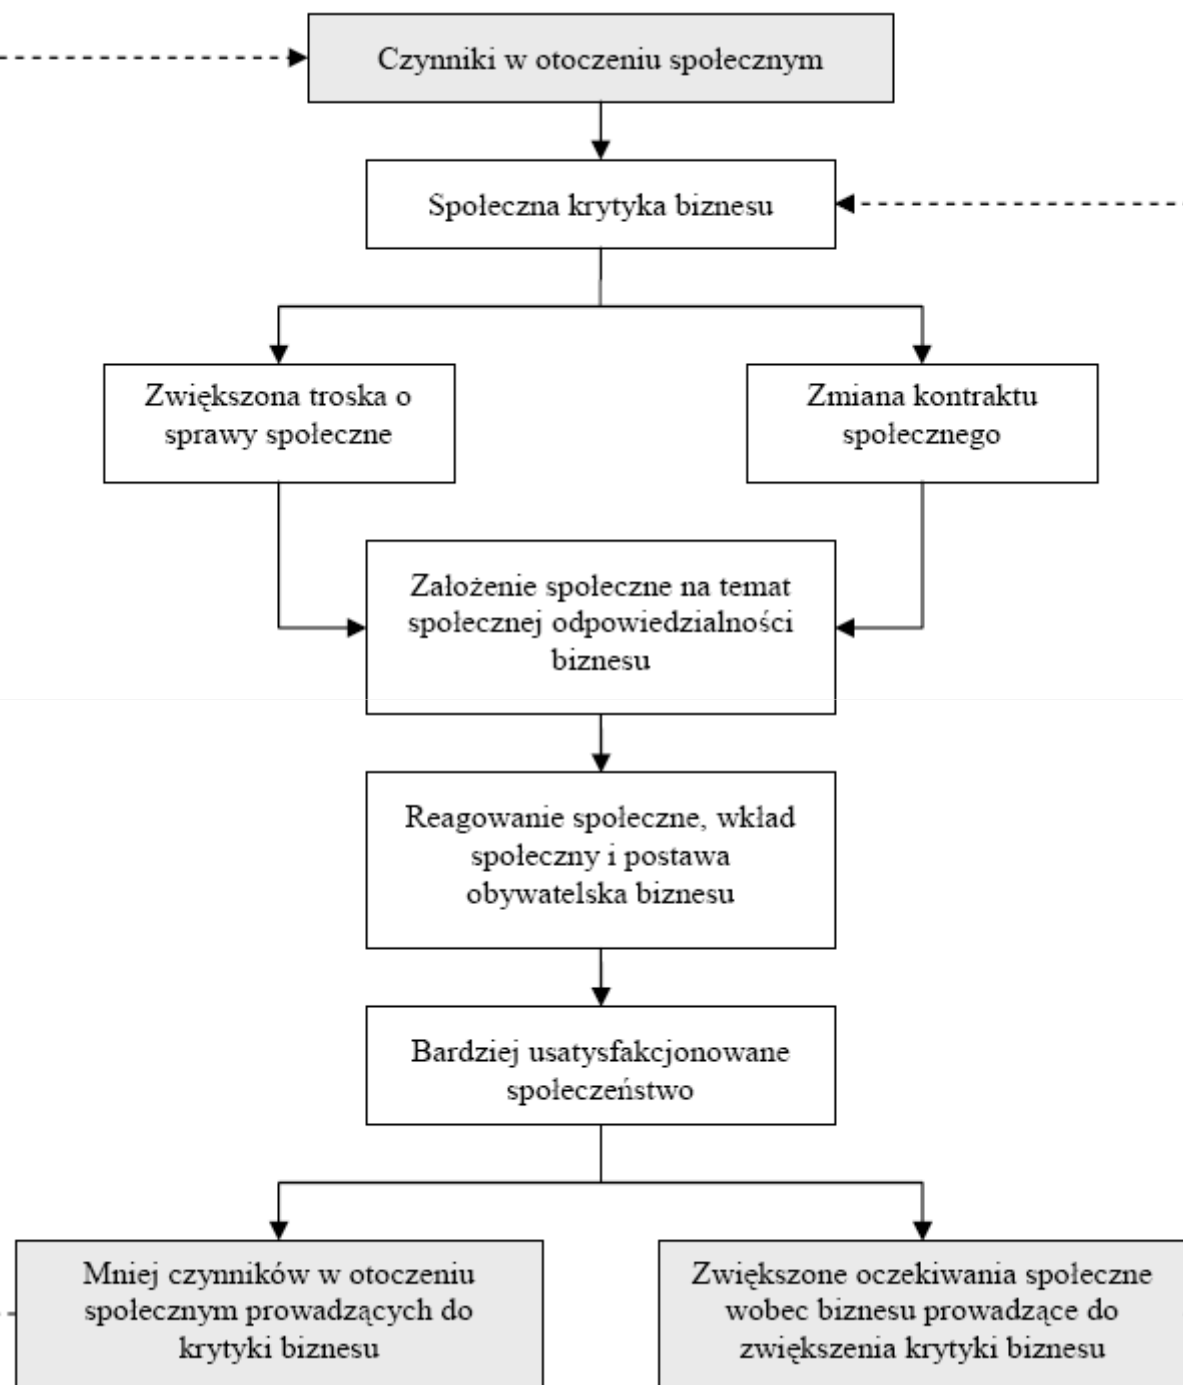 Czynniki w otoczeniu społecznym
Społeczna krytyka biznesu
Zwiększona troska o
sprawy społeczne
Zmiana kontraktu
społecznego
Założenie społeczne na temat
społecznej odpowiedzialności
biznesu
Reagowanie społeczne, wkład
społeczny i postawa
obywatelska biznesu
Bardziej usatysfakcjonowane
społeczeństwo
Mniej czynników w otoczeniu
społecznym prowadzących do
krytyki biznesu
Zwiększone oczekiwania społeczne
wobec biznesu prowadzące do
zwiększenia krytyki biznesu